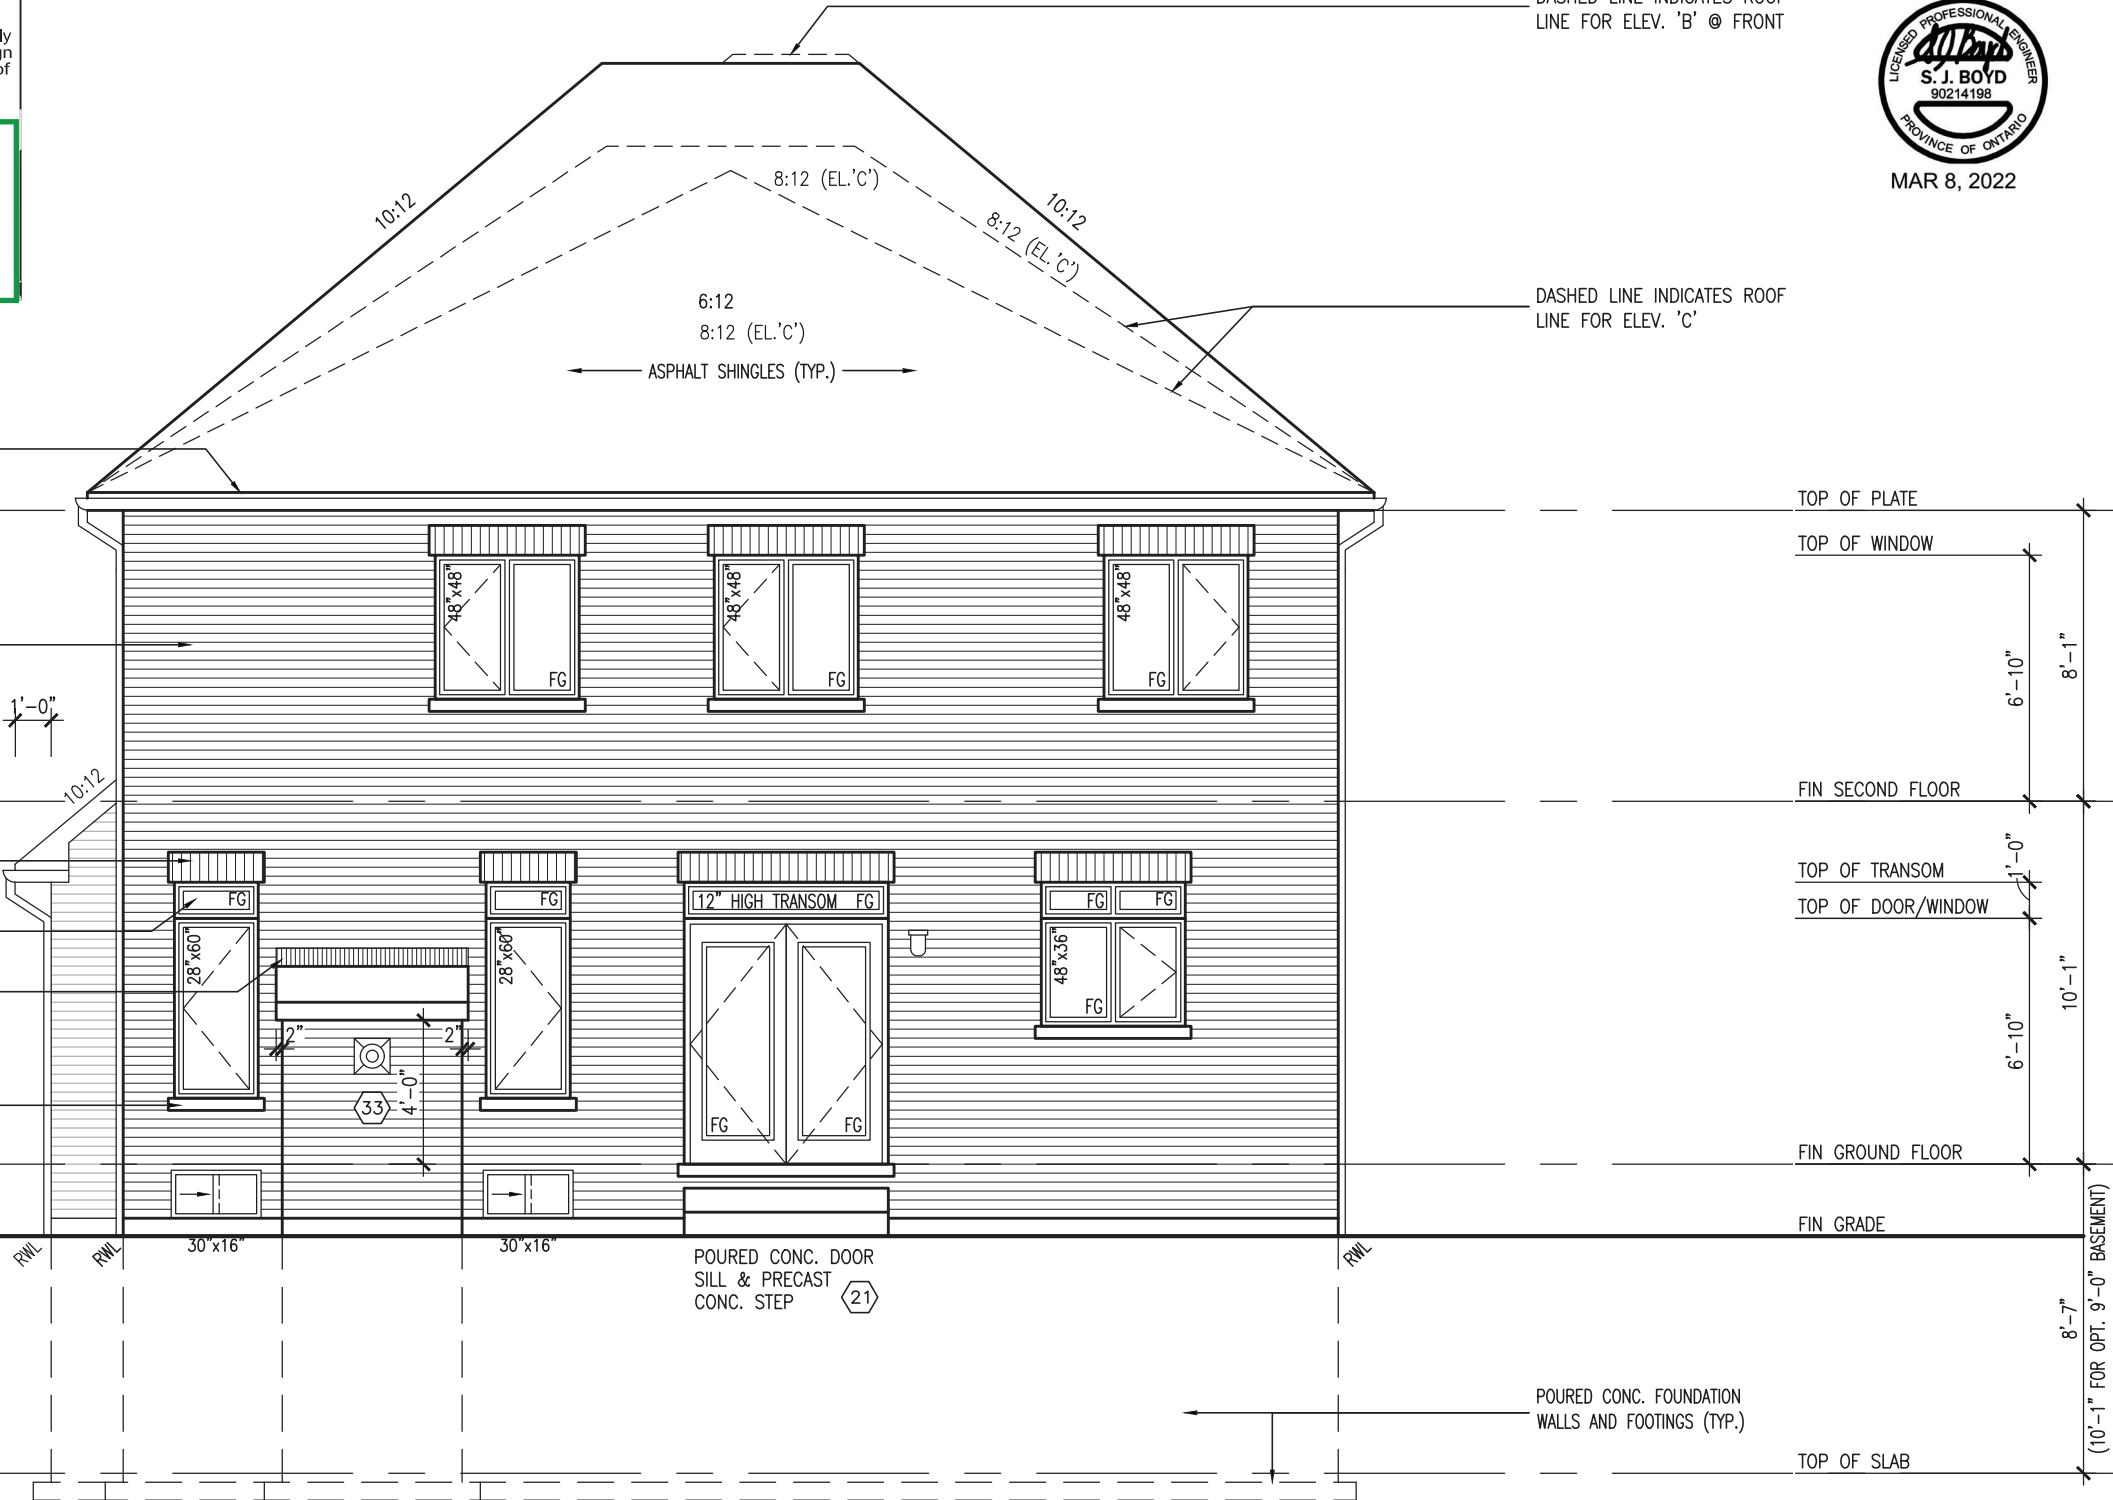 DASHED LINE INDICATES ROOF
LINE FOR ELEV. 'B' @ FRONT
LICENSED PROFESSIONAL ENGINEER
S. J. BOYD
90214198
PROVINCE OF ONTARIO
MAR 8, 2022
ly
gn
of
8:12 (EL.'C')
10:12
10:12
8:12 (EL.'C')
6:12
8:12 (EL.'C')
ASPHALT SHINGLES (TYP.)
DASHED LINE INDICATES ROOF
LINE FOR ELEV. 'C'
TOP OF PLATE
TOP OF WINDOW
48"x48"
FG
48"x48"
FG
48"x48"
FG
6'-10"
8'-1"
1'-0"
10:12
FIN SECOND FLOOR
1'-0"
TOP OF TRANSOM
TOP OF DOOR/WINDOW
FG
FG
12" HIGH TRANSOM FG
FG
FG
28"x60"
28"x60"
48"x36"
FG
10'-1"
6'-10"
2"
2"
4'-0"
33
FG
FG
FIN GROUND FLOOR
FIN GRADE
RWL
RWL
30"x16"
30"x16"
RWL
POURED CONC. DOOR
SILL & PRECAST
CONC. STEP
21
8'-7"
(10'-1" FOR OPT. 9'-0" BASEMENT)
POURED CONC. FOUNDATION
WALLS AND FOOTINGS (TYP.)
TOP OF SLAB